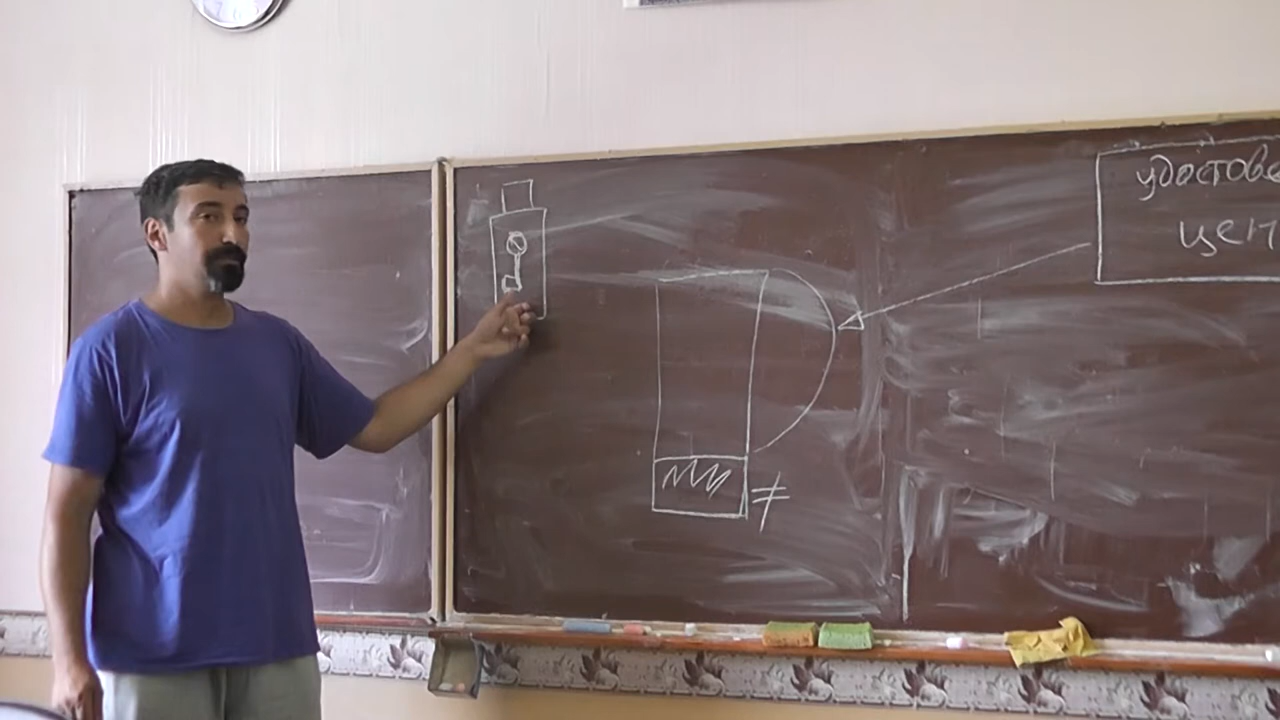 ≠
удостове
цен